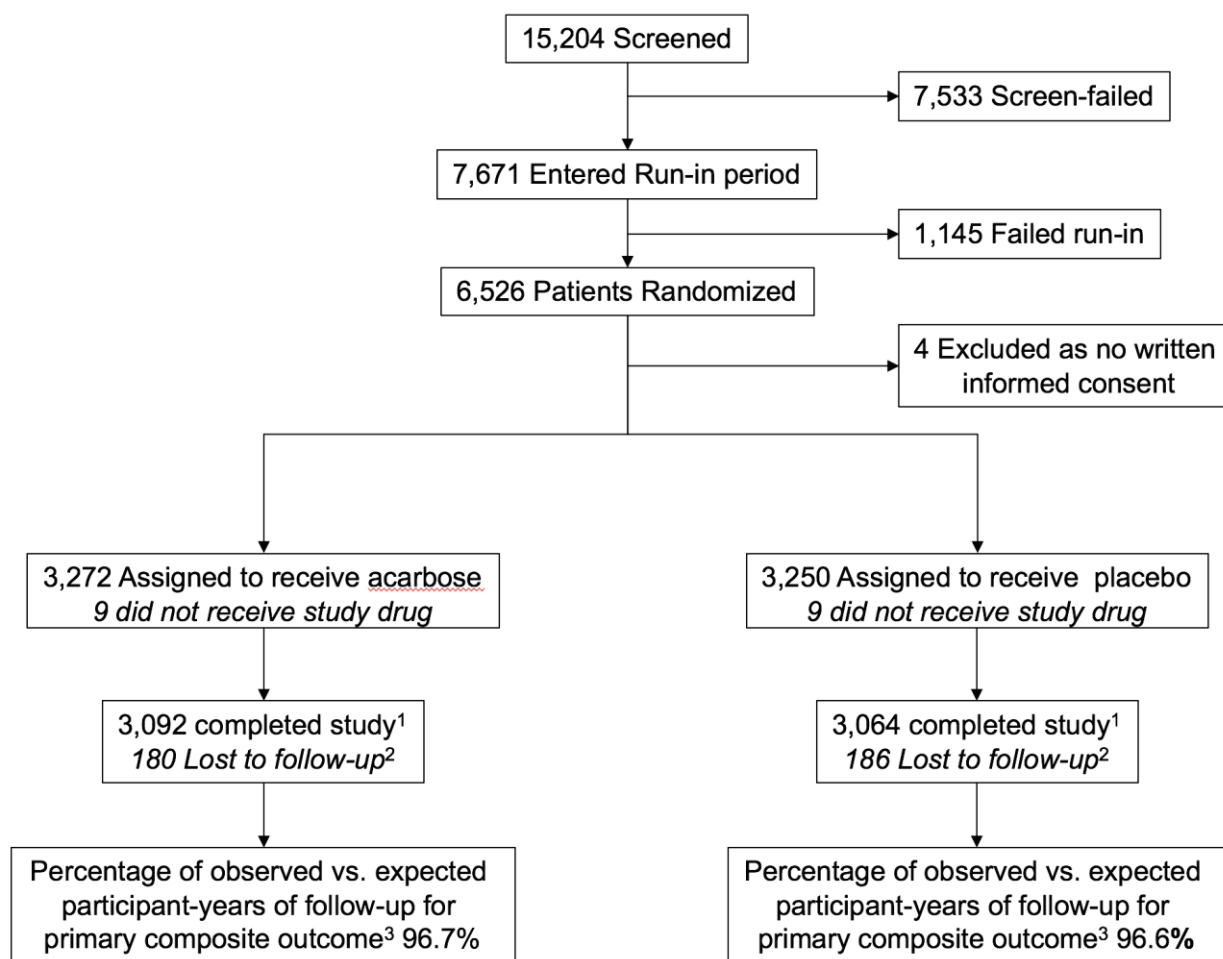 15,204 Screened
7,533 Screen-failed
7,671 Entered Run-in period
1,145 Failed run-in
6,526 Patients Randomized
4 Excluded as no written
informed consent
3,272 Assigned to receive acarbose
9 did not receive study drug
3,250 Assigned to receive placebo
9 did not receive study drug
3,092 completed study¹
180 Lost to follow-up²
3,064 completed study¹
186 Lost to follow-up²
Percentage of observed vs. expected
participant-years of follow-up for
primary composite outcome³ 96.7%
Percentage of observed vs. expected
participant-years of follow-up for
primary composite outcome³ 96.6%